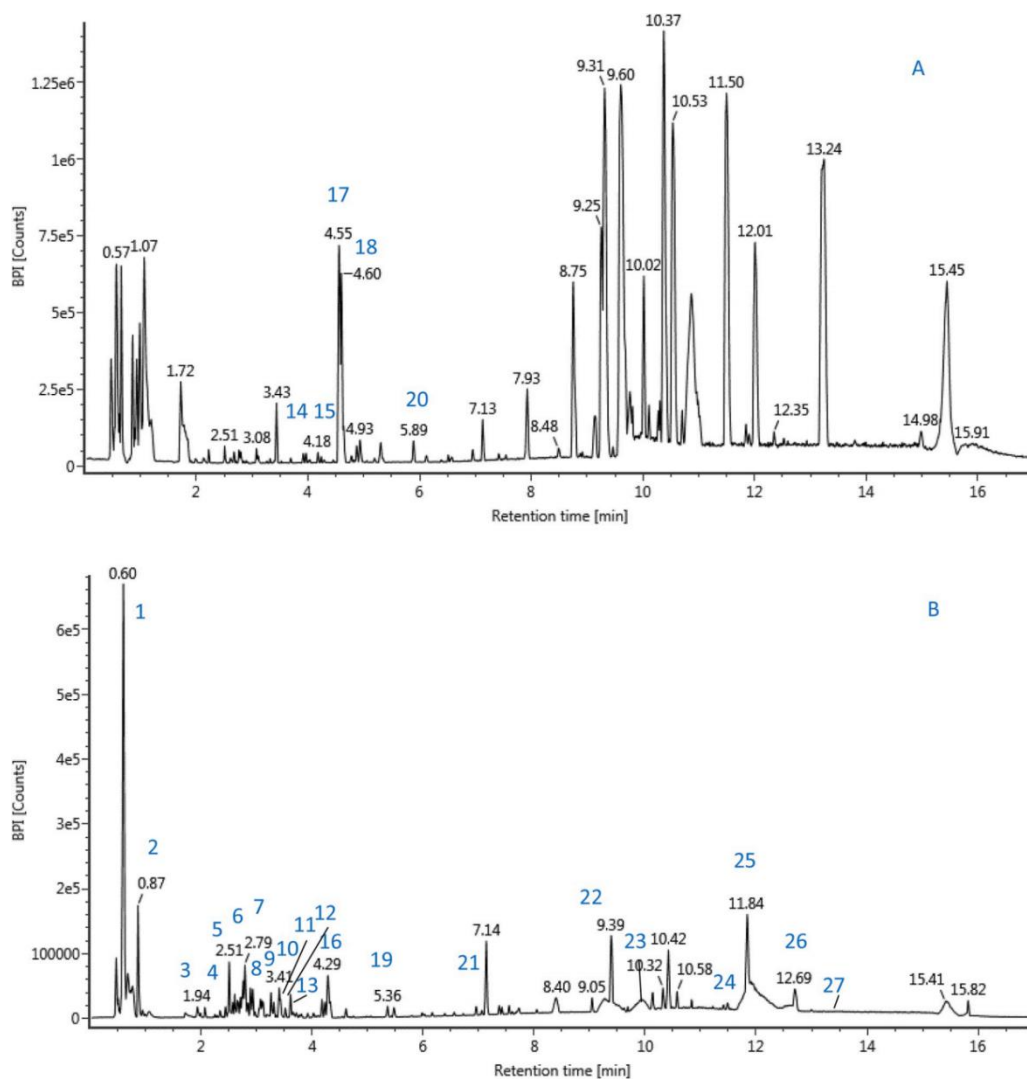 10.37
A
9.31 9.60 11.50
1.25e6
10.53
1e6 13.24
17
9.25
BPI [Counts]
7.5e5 0.57 1.07 4.55 18 12.01
4.60 10.02 8.75 15.45
5e5
1.72
2.5e5 3.43 7.93
14 15 20
2.51 3.08 4.18 4.93 5.89 7.13 8.48 12.35 14.98 15.91
0
2 4 6 8 10 12 14 16
Retention time [min]
0.60
1 B
6e5
5e5
4e5
BPI [Counts]
3e5
2 25
2e5 0.87 11.84
7 12 22
6 11 9.39
5 10 16 23
100000 2.51 2.79 9 7.14 10.42
8 3.41 4.29 19 26
3 4 13 21 10.32 10.58 24 27
1.94 5.36 8.40 9.05 12.69 15.41 15.82
0
2 4 6 8 10 12 14 16
Retention time [min]